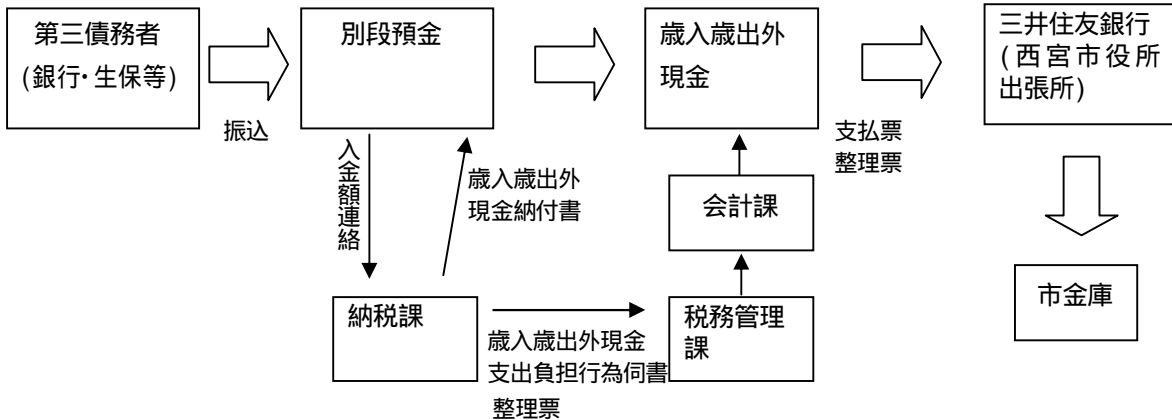 第三債務者
(銀行・生保等)
振込
別段預金
歳入歳出外
現金
三井住友銀行
(西宮市役所
出張所)
支払票
整理票
入金額連絡
歳入歳出外
現金納付書
会計課
市金庫
納税課
歳入歳出外現金
支出負担行為伺書
整理票
税務管理
課